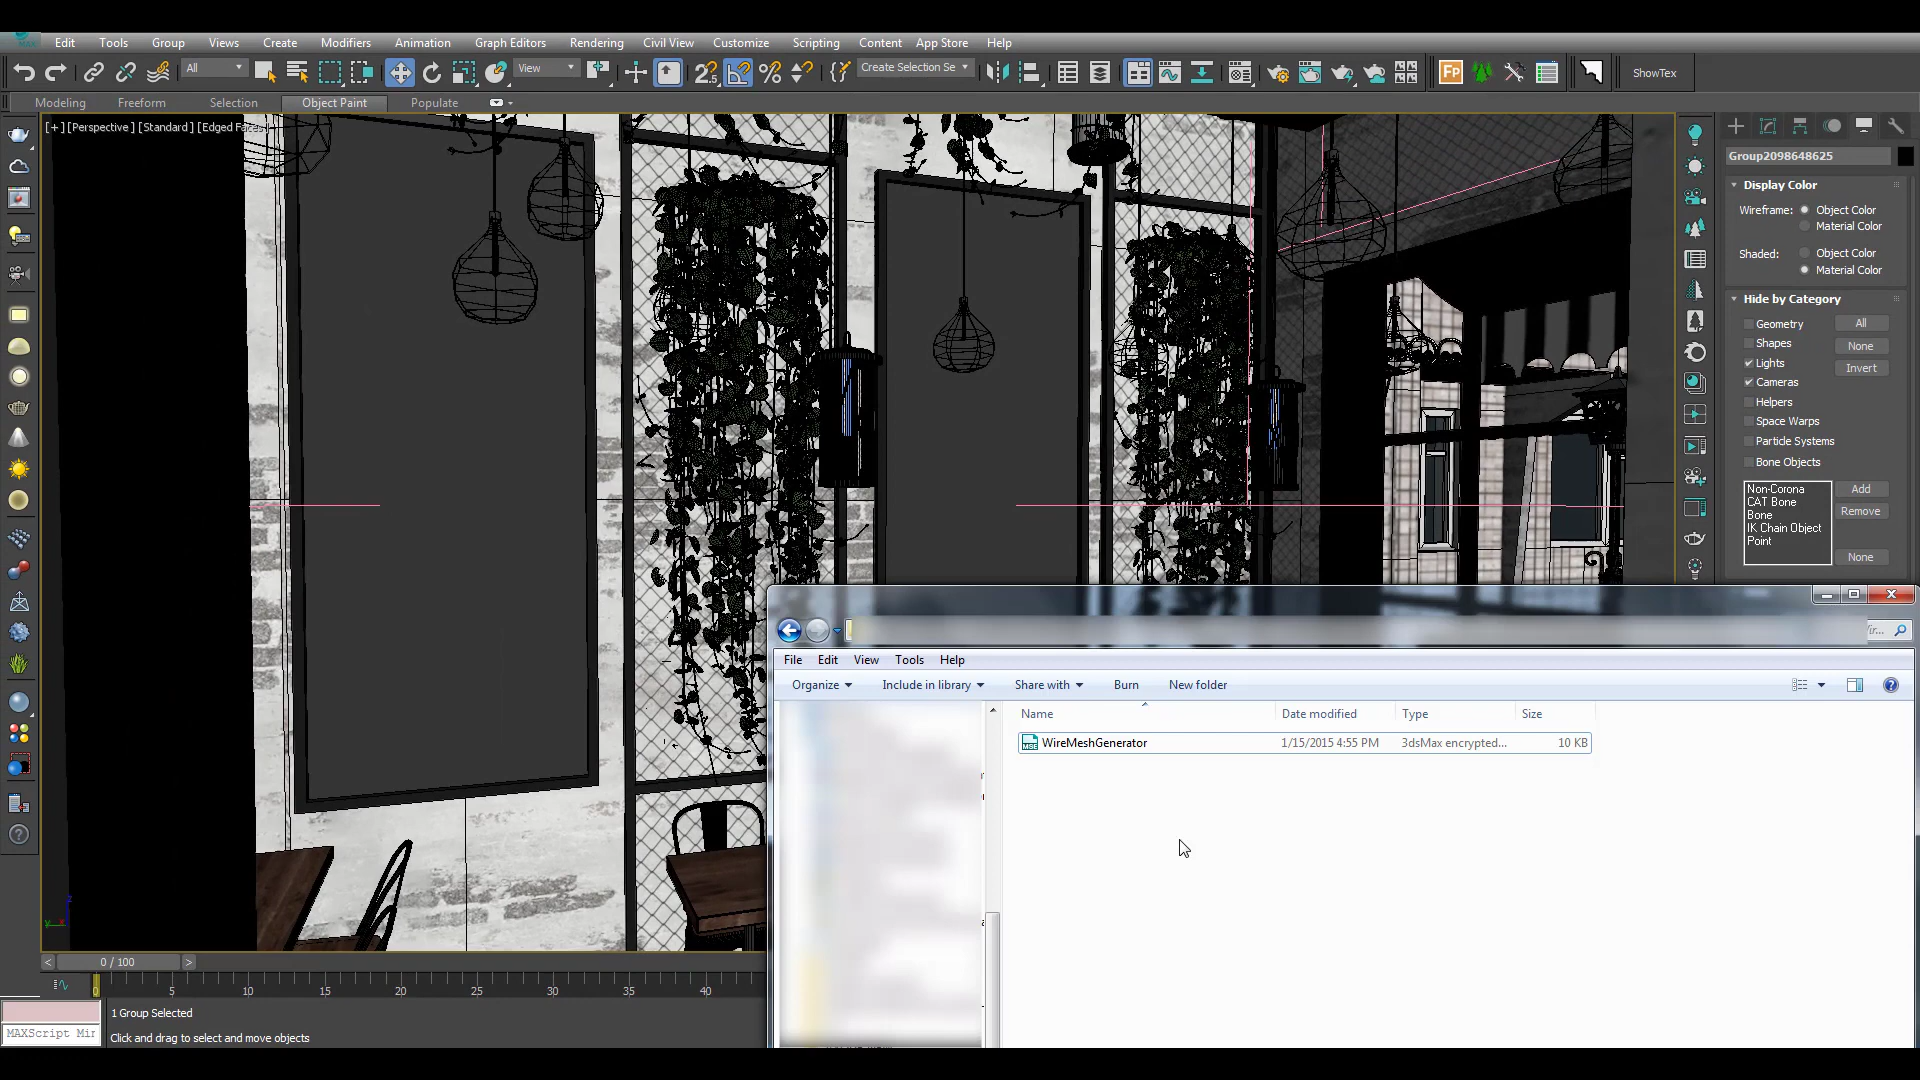 Edit Tools Group Views Create Modifiers Animation Graph Editors Rendering Civil View Customize Scripting Content App Store Help
All View 2.5 Create Selection Se Fp ShowTex
Modeling Freeform Selection Object Paint Populate
[+] [Perspective] [Standard] [Edged Faces]
Group2098648625
Display Color
Wireframe: Object Color
Material Color
Shaded: Object Color
Material Color
Hide by Category
Geometry All
Shapes None
Lights Invert
Cameras
Helpers
Space Warps
Particle Systems
Bone Objects
Non-Corona Add
CAT Bone
Bone Remove
IK Chain Object
Point
None
File Edit View Tools Help
Organize Include in library Share with Burn New folder
Name Date modified Type Size
MSE WireMeshGenerator 1/15/2015 4:55 PM 3dsMax encrypted... 10 KB
< 0 / 100 >
0 5 10 15 20 25 30 35 40
1 Group Selected
MAXScript Mir
Click and drag to select and move objects